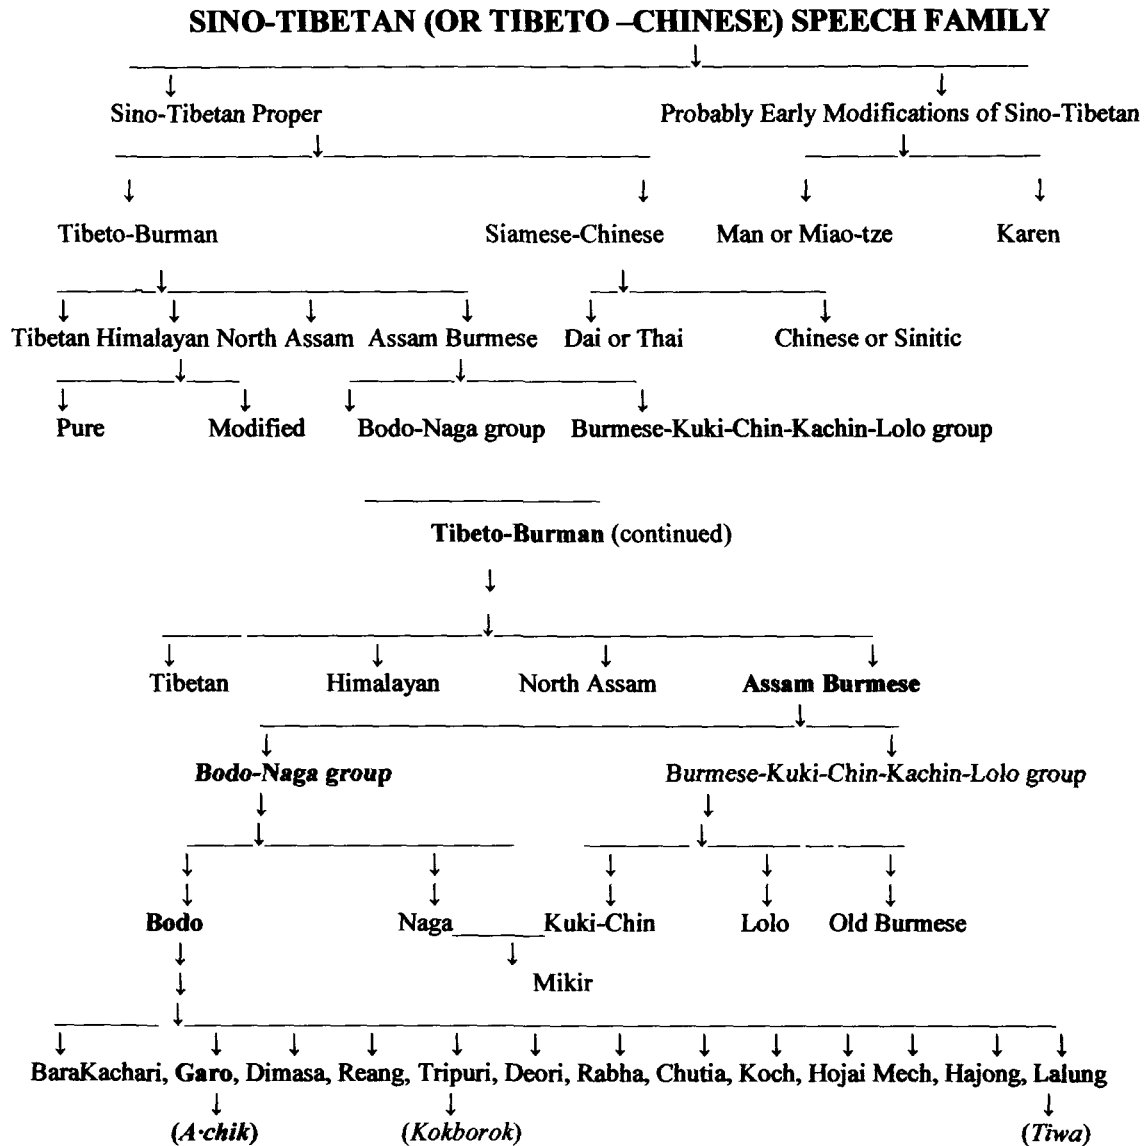 SINO-TIBETAN (OR TIBETO –CHINESE) SPEECH FAMILY
Sino-Tibetan Proper Probably Early Modifications of Sino-Tibetan
Tibeto-Burman Siamese-Chinese Man or Miao-tze Karen
Tibetan Himalayan North Assam Assam Burmese Dai or Thai Chinese or Sinitic
Pure Modified Bodo-Naga group Burmese-Kuki-Chin-Kachin-Lolo group
Tibeto-Burman (continued)
Tibetan Himalayan North Assam Assam Burmese
Bodo-Naga group Burmese-Kuki-Chin-Kachin-Lolo group
Bodo Naga Kuki-Chin Lolo Old Burmese
Mikir
BaraKachari, Garo, Dimasa, Reang, Tripuri, Deori, Rabha, Chutia, Koch, Hojai Mech, Hajong, Lalung
(A·chik) (Kokborok) (Tiwa)